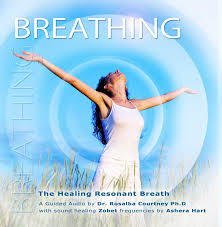 BREATHING
BREATHING
The Healing Resonant Breath
A Guided Audio by Dr. Rosalba Courtney Ph.D
with sound healing Zobet frequencies by Ashera Hart